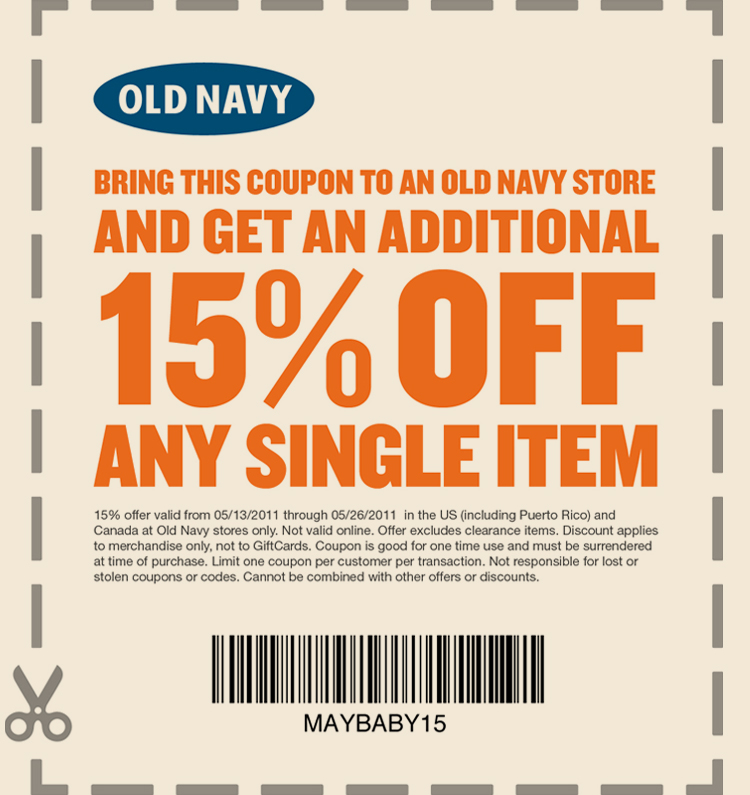 OLD NAVY
BRING THIS COUPON TO AN OLD NAVY STORE
AND GET AN ADDITIONAL
15% OFF
ANY SINGLE ITEM
15% offer valid from 05/13/2011 through 05/26/2011 in the US (including Puerto Rico) and
Canada at Old Navy stores only. Not valid online. Offer excludes clearance items. Discount applies
to merchandise only, not to GiftCards. Coupon is good for one time use and must be surrendered
at time of purchase. Limit one coupon per customer per transaction. Not responsible for lost or
stolen coupons or codes. Cannot be combined with other offers or discounts.
MAYBABY15